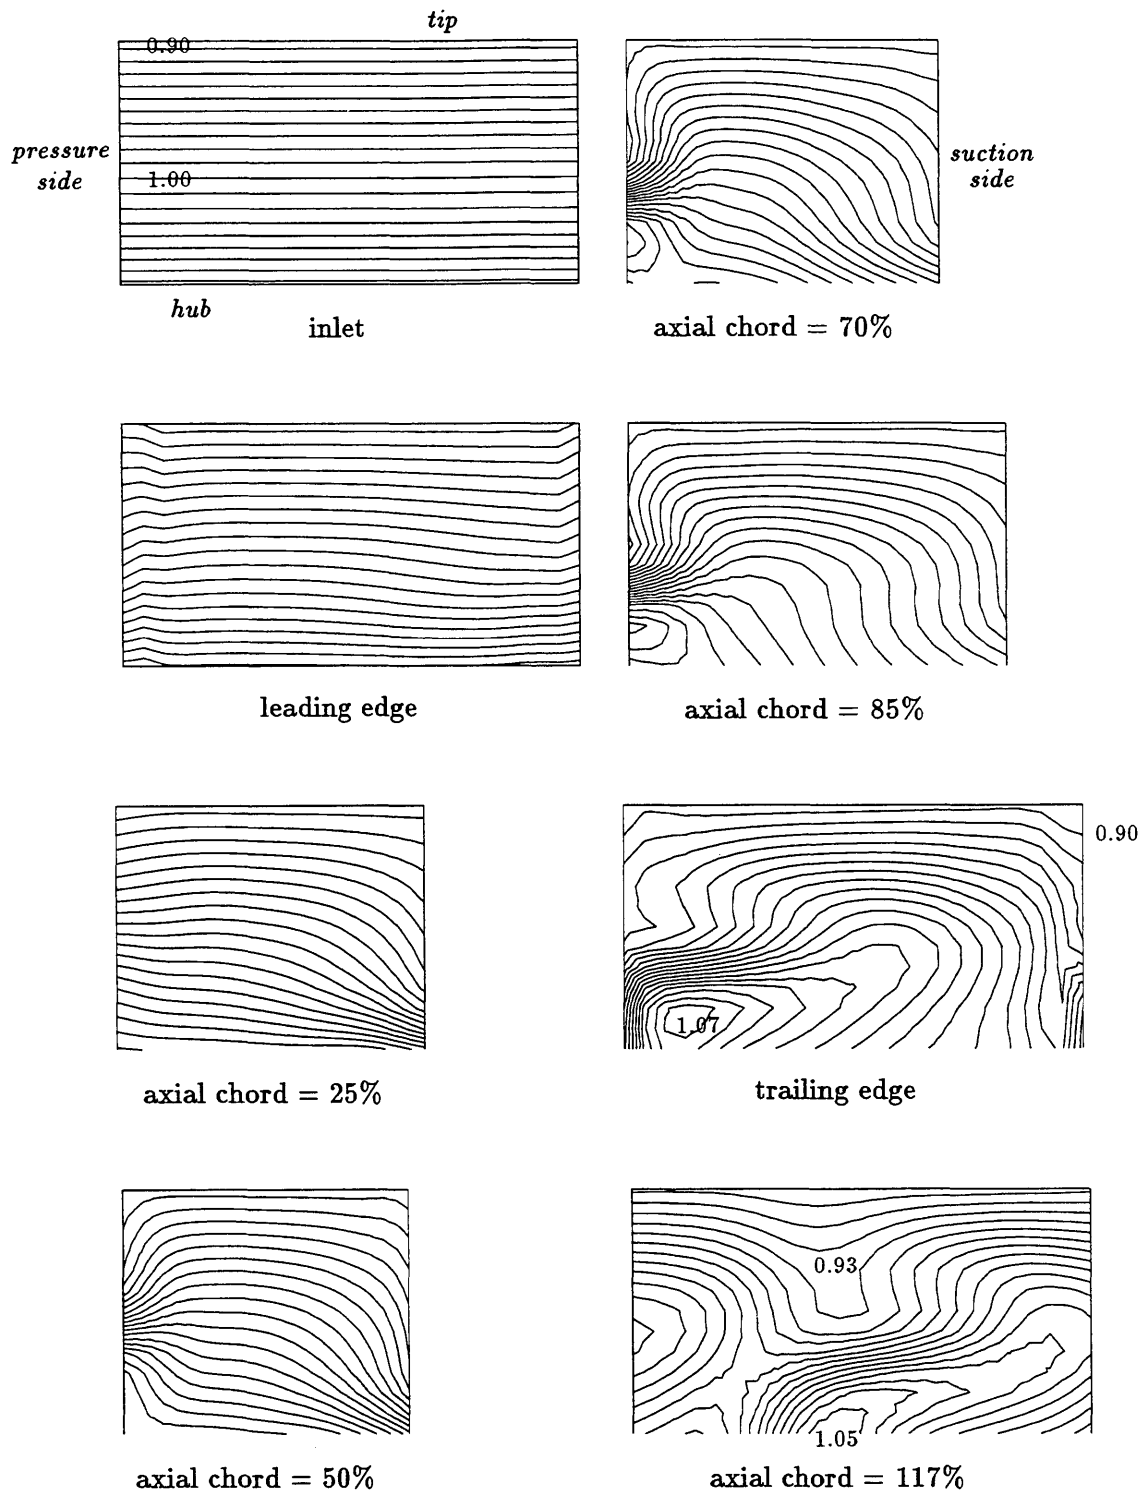 tip
0.90
pressure
side
1.00
suction
side
hub
inlet
axial chord = 70%
leading edge
axial chord = 85%
0.90
1.07
axial chord = 25%
trailing edge
0.93
1.05
axial chord = 50%
axial chord = 117%